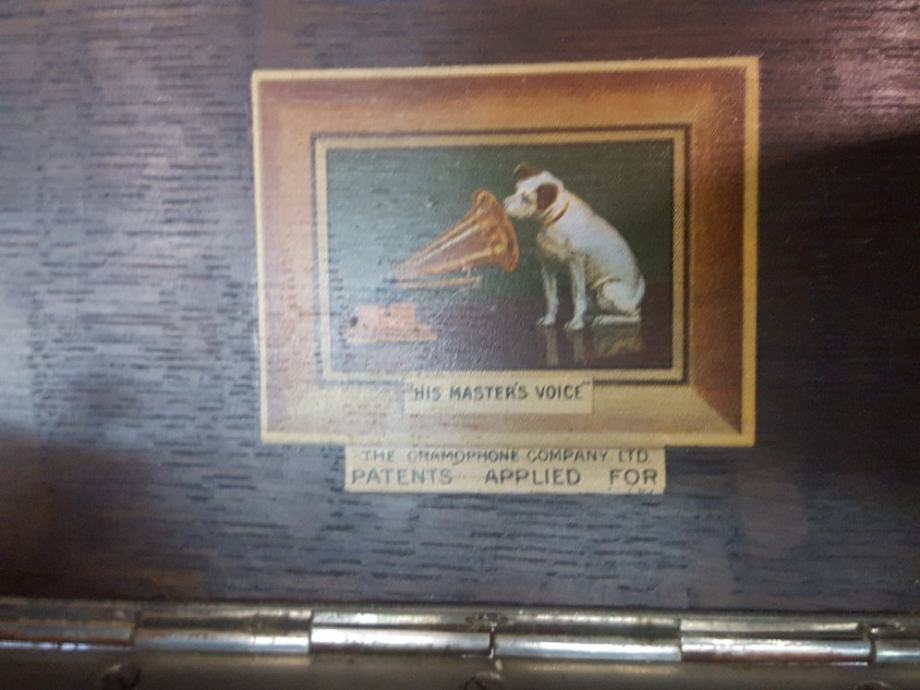 "HIS MASTER'S VOICE"
THE GRAMOPHONE COMPANY LTD.
PATENTS APPLIED FOR